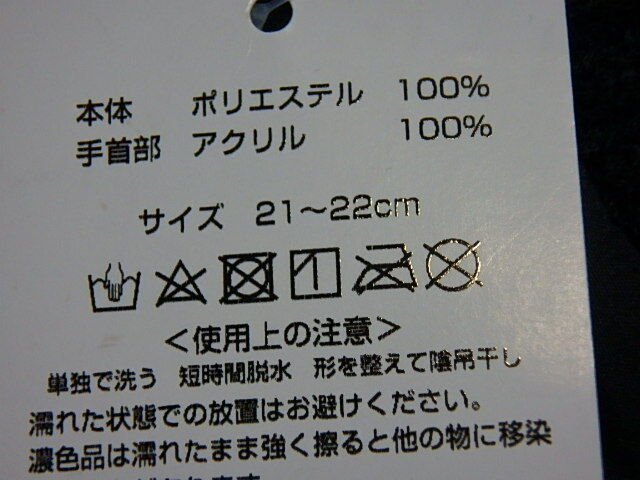 本体 ポリエステル 100%
手首部 アクリル 100%
サイズ 21～22cm
＜使用上の注意＞
単独で洗う 短時間脱水 形を整えて陰吊干し
濡れた状態での放置はお避けください。
濃色品は濡れたまま強く擦ると他の物に移染